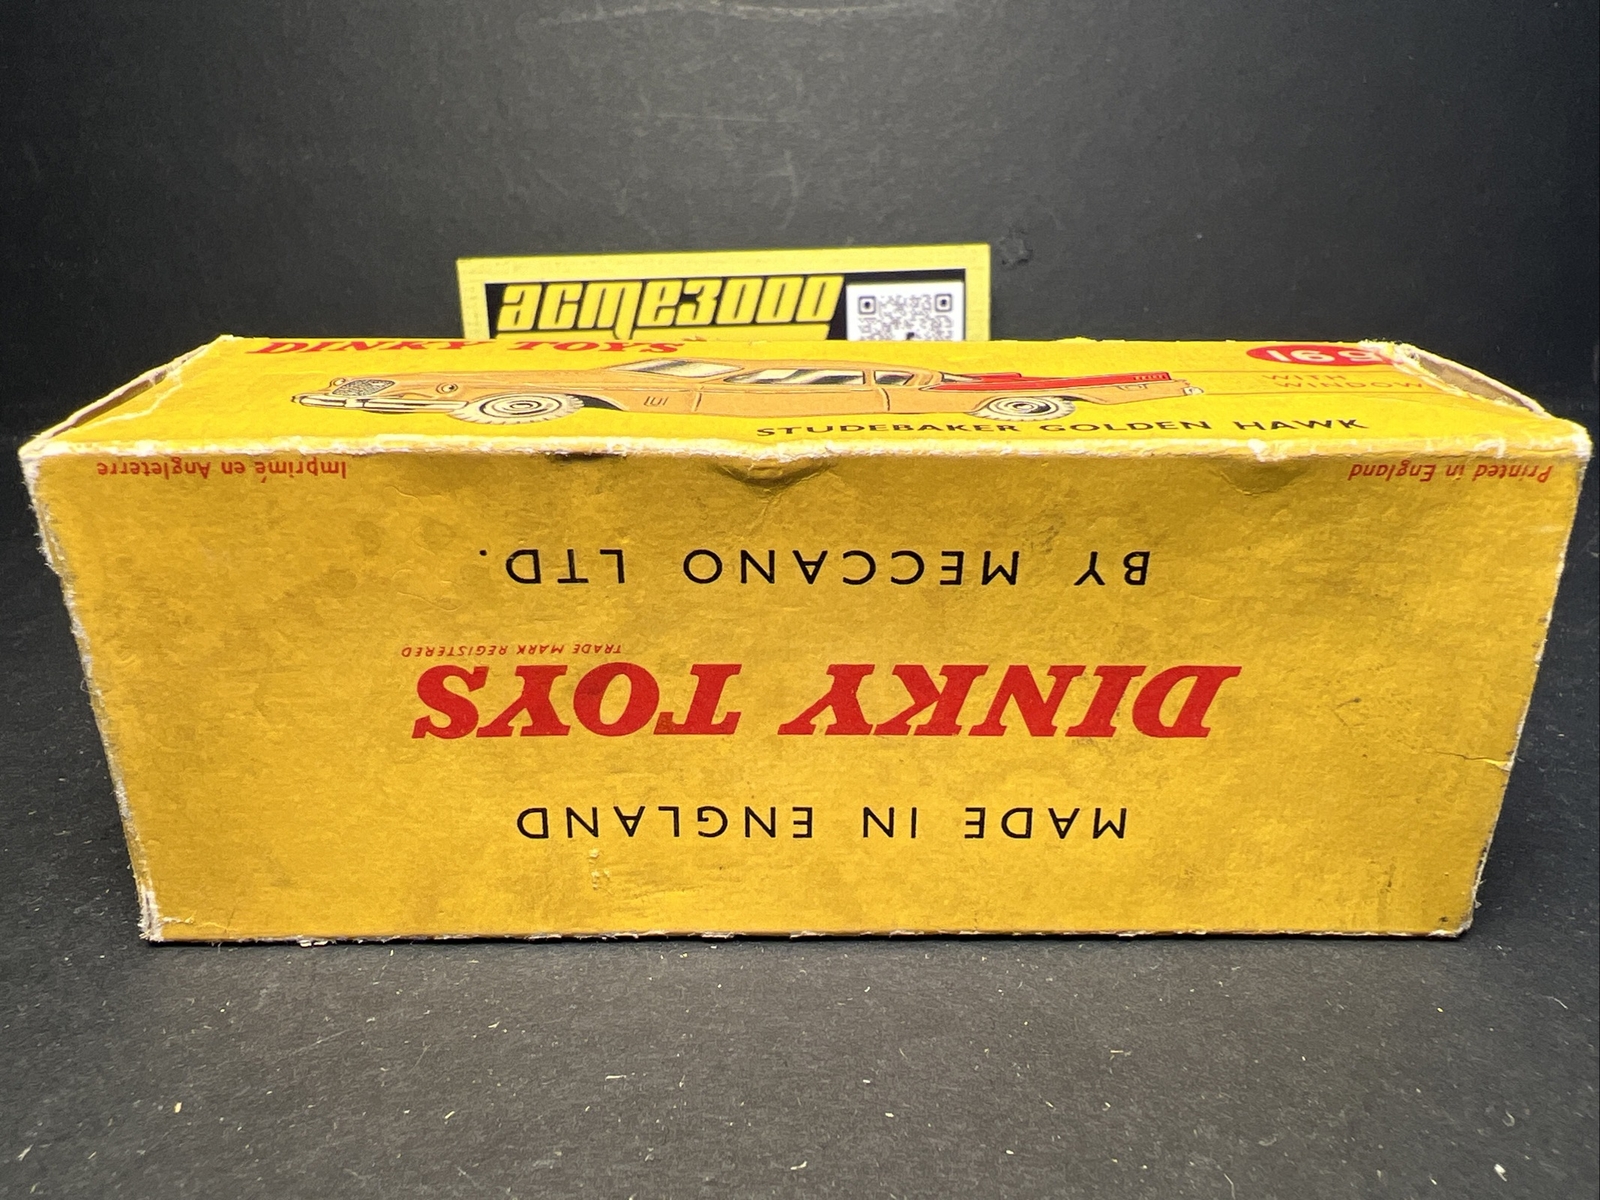 acme3000
DINKY TOYS
169
WITH
WINDOW
STUDEBAKER GOLDEN HAWK
MADE IN ENGLAND
DINKY TOYS
TRADE MARK REGISTERED
BY MECCANO LTD.
Printed in England
Imprimé en Angleterre